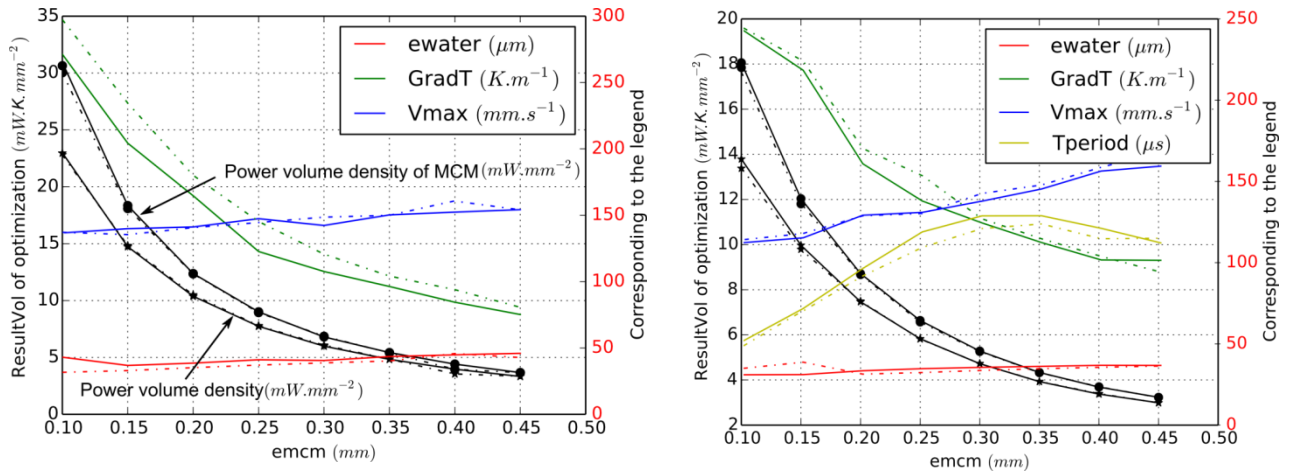 ResultVol of optimization (mW.K.mm⁻²)
35
30
25
20
15
10
5
0
300
250
200
150
100
50
0
Corresponding to the legend
ewater (μm)
GradT (K.m⁻¹)
Vmax (mm.s⁻¹)
Power volume density of MCM (mW.mm⁻²)
Power volume density (mW.mm⁻²)
0.10 0.15 0.20 0.25 0.30 0.35 0.40 0.45 0.50
emcm (mm)
ResultVol of optimization (mW.K.mm⁻²)
20
18
16
14
12
10
8
6
4
2
250
200
150
100
50
0
Corresponding to the legend
ewater (μm)
GradT (K.m⁻¹)
Vmax (mm.s⁻¹)
Tperiod (μs)
0.10 0.15 0.20 0.25 0.30 0.35 0.40 0.45 0.50
emcm (mm)